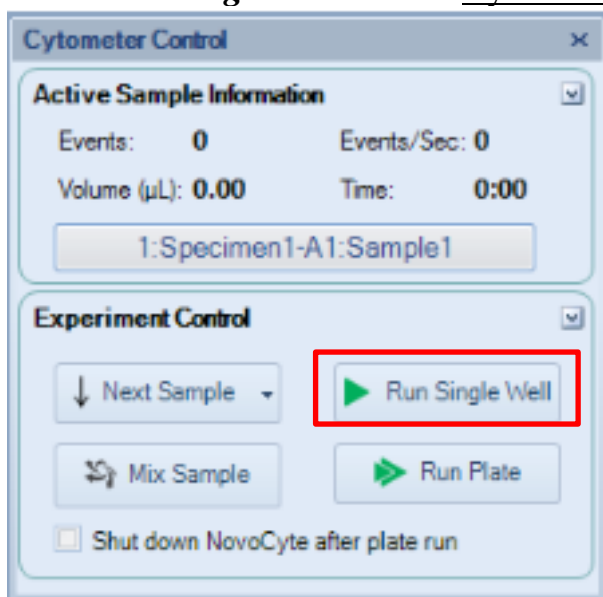 Cytometer Control
Active Sample Information
Events: 0 Events/Sec: 0
Volume (µL): 0.00 Time: 0:00
1:Specimen1-A1:Sample1
Experiment Control
Next Sample Run Single Well
Mix Sample Run Plate
Shut down NovoCyte after plate run